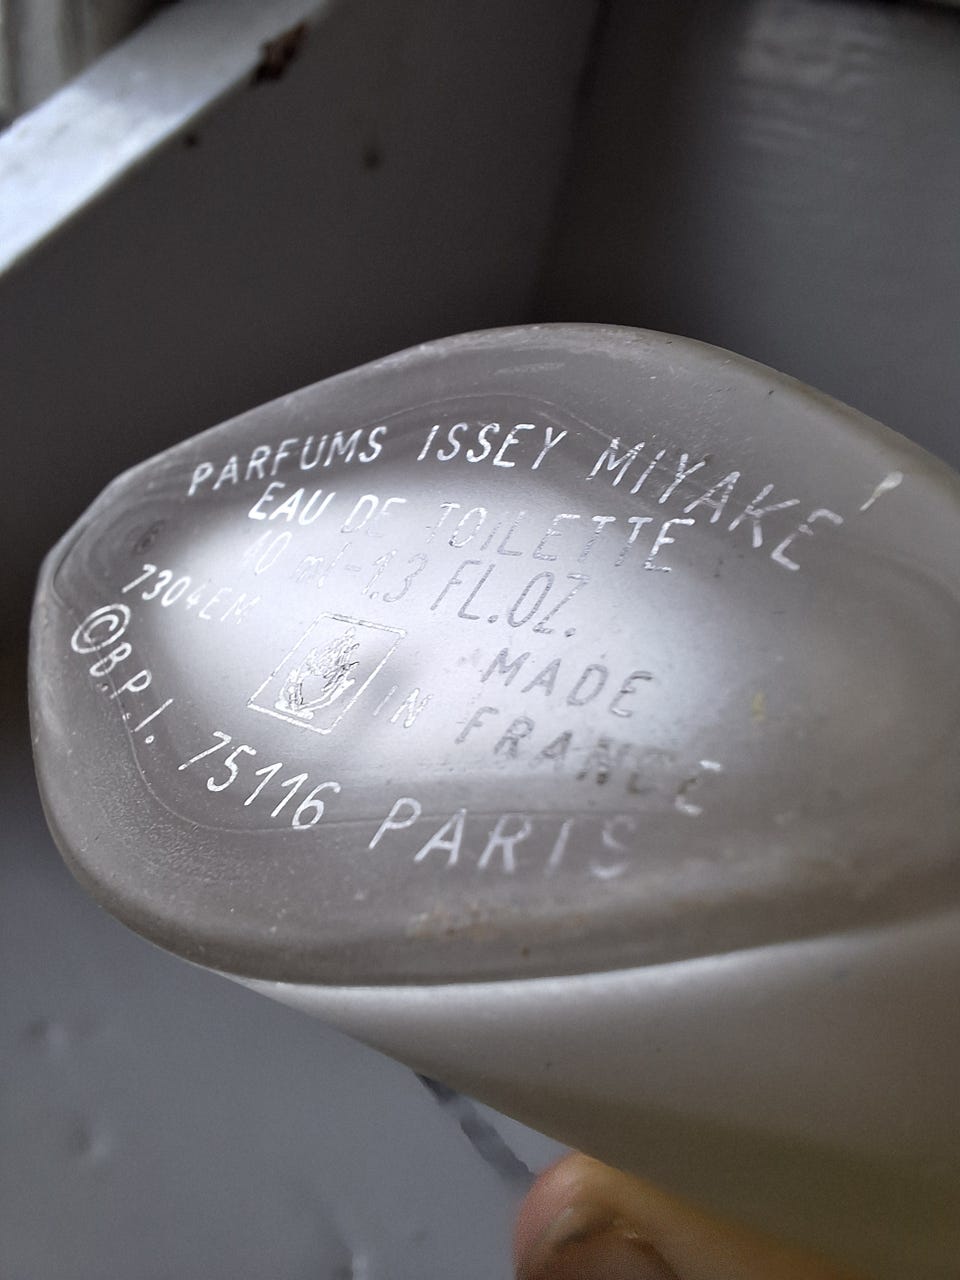 PARFUMS ISSEY MIYAKE
EAU DE TOILETTE
40 ml-1.3 FL.OZ.
7304EM
MADE
IN FRANCE
©B.P.I. 75116 PARIS